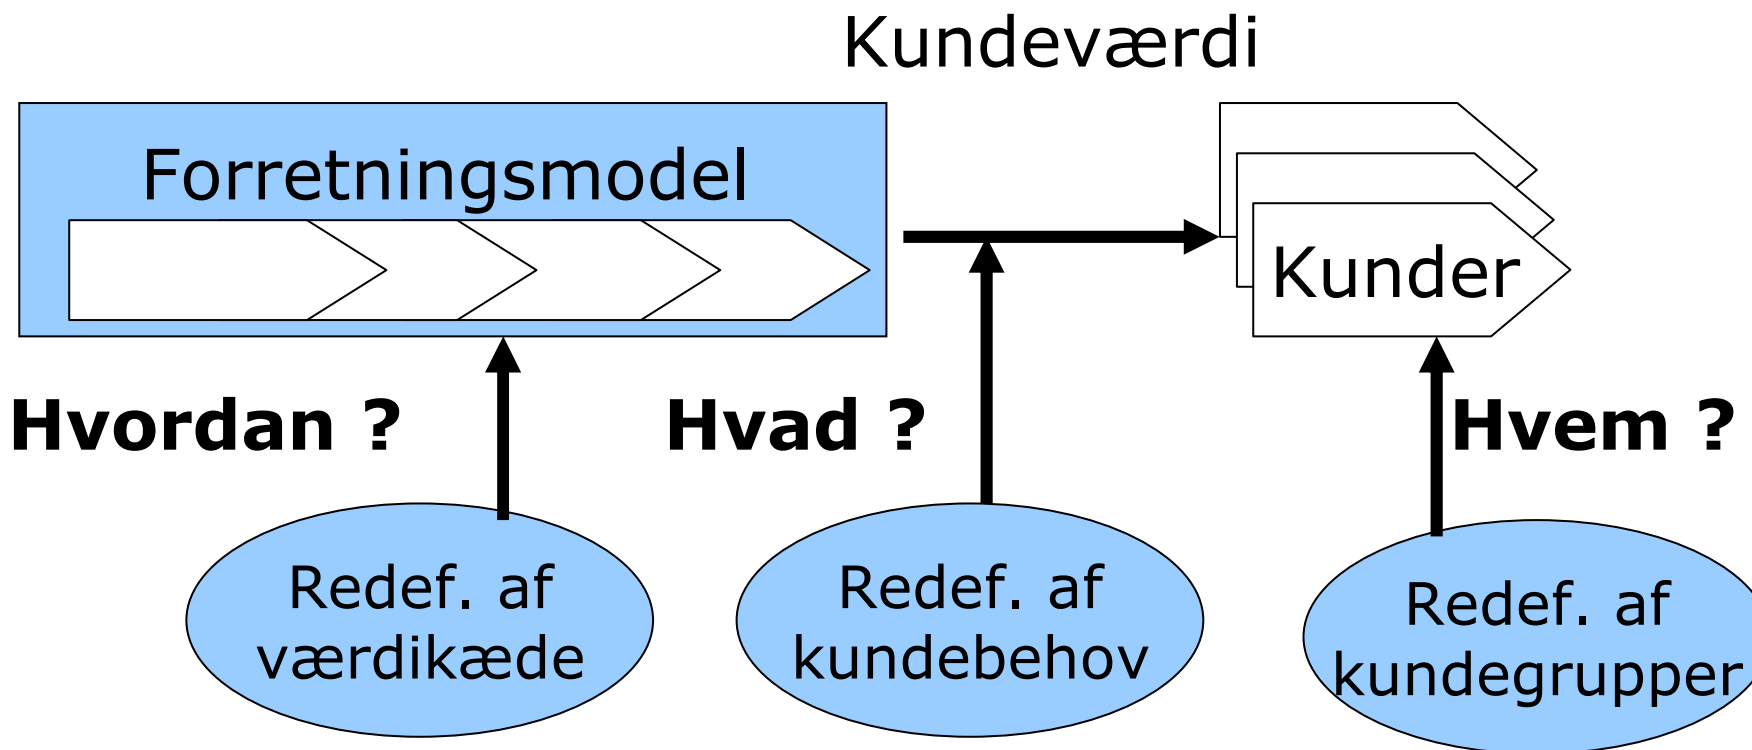 Kundeværdi
Forretningsmodel
Kunder
Hvordan ?
Hvad ?
Hvem ?
Redef. af
værdikæde
Redef. af
kundebehov
Redef. af
kundegrupper